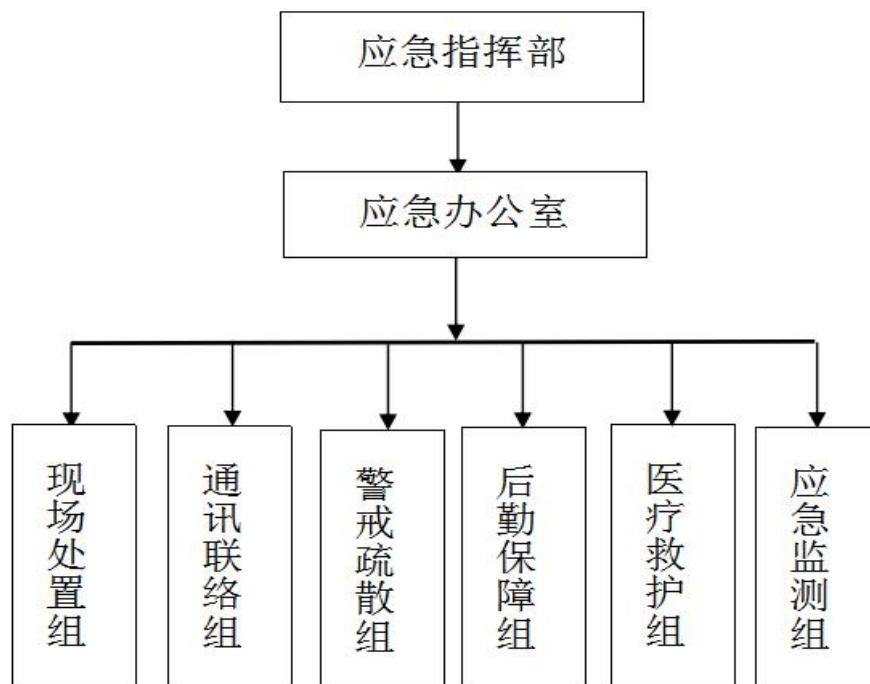 应急指挥部
应急办公室
现场处置组
通讯联络组
警戒疏散组
后勤保障组
医疗救护组
应急监测组